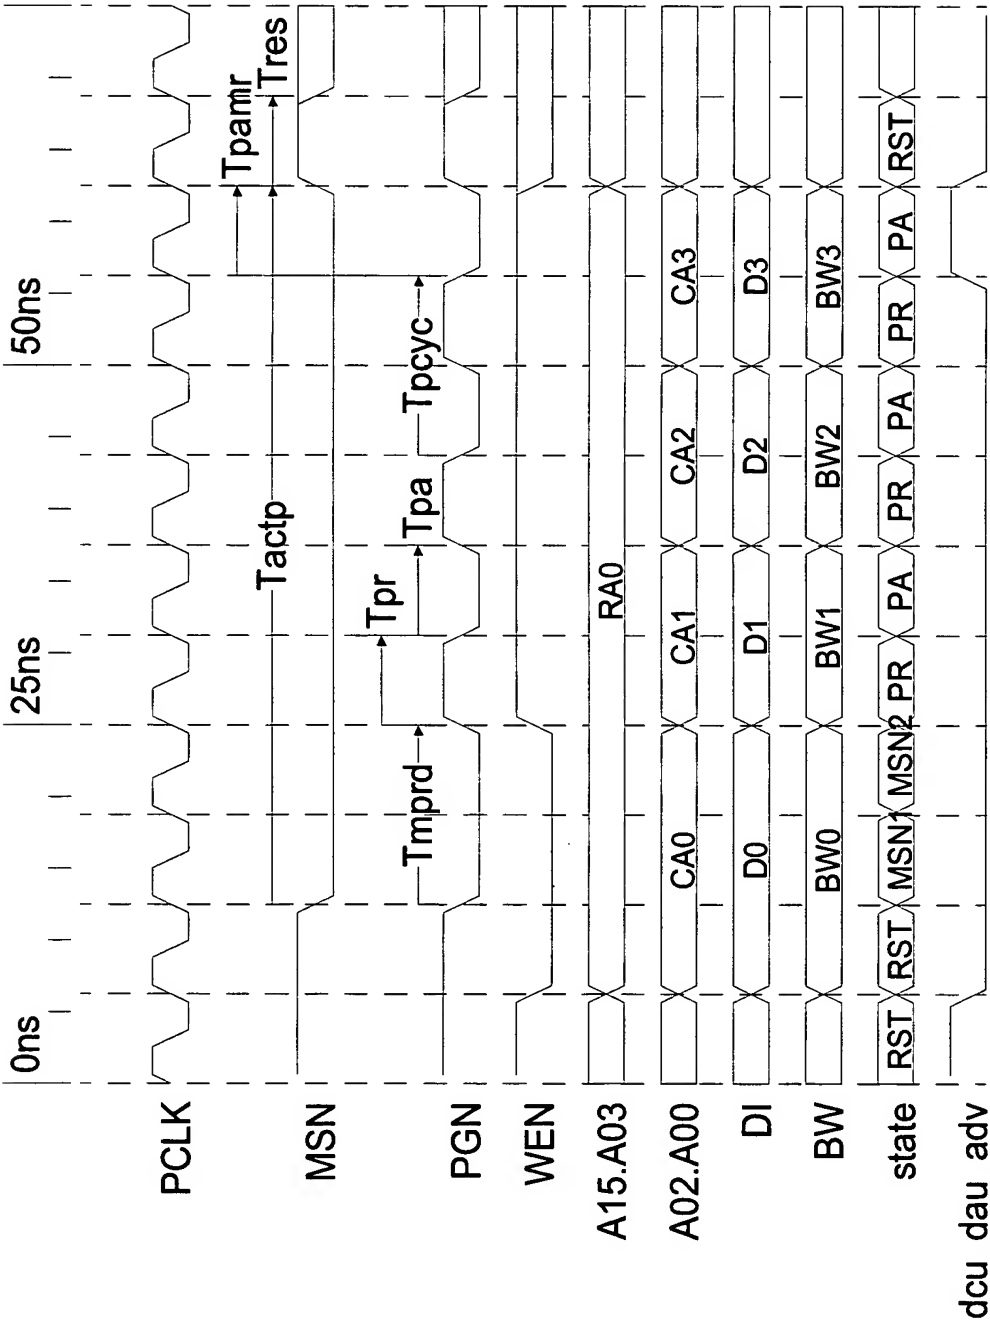 0ns 25ns 50ns
PCLK
Tpamr
MSN Tactp Tres
Tpr
PGN Tmprd Tpa Tpcyc
WEN
A15.A03 RA0
A02.A00 CA0 CA1 CA2 CA3
DI D0 D1 D2 D3
BW BW0 BW1 BW2 BW3
state RST RST MSN1 MSN2 PR PA PR PA PR PA RST
dcu dau adv